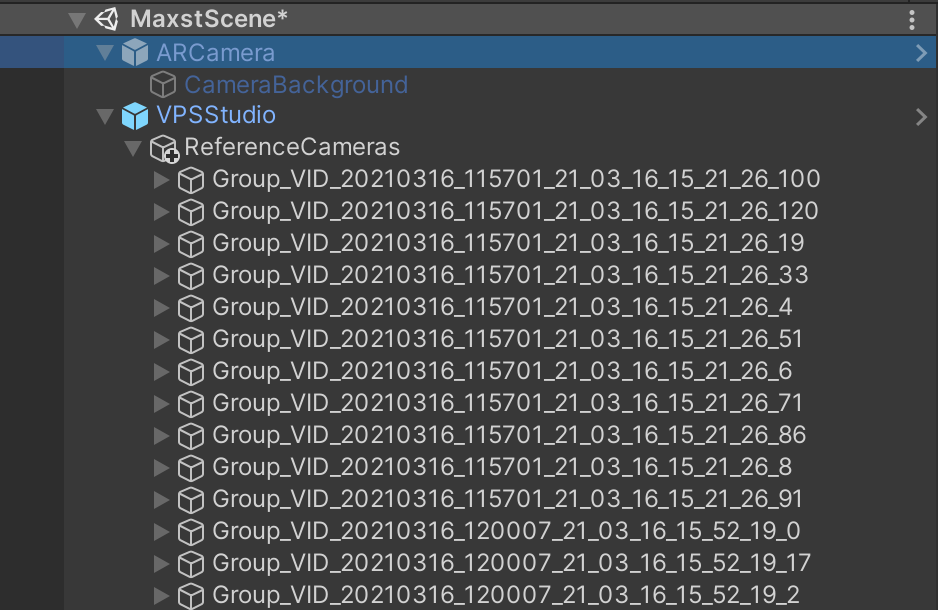 MaxstScene*
ARCamera
CameraBackground
VPSStudio
ReferenceCameras
Group_VID_20210316_115701_21_03_16_15_21_26_100
Group_VID_20210316_115701_21_03_16_15_21_26_120
Group_VID_20210316_115701_21_03_16_15_21_26_19
Group_VID_20210316_115701_21_03_16_15_21_26_33
Group_VID_20210316_115701_21_03_16_15_21_26_4
Group_VID_20210316_115701_21_03_16_15_21_26_51
Group_VID_20210316_115701_21_03_16_15_21_26_6
Group_VID_20210316_115701_21_03_16_15_21_26_71
Group_VID_20210316_115701_21_03_16_15_21_26_86
Group_VID_20210316_115701_21_03_16_15_21_26_8
Group_VID_20210316_115701_21_03_16_15_21_26_91
Group_VID_20210316_120007_21_03_16_15_52_19_0
Group_VID_20210316_120007_21_03_16_15_52_19_17
Group_VID_20210316_120007_21_03_16_15_52_19_2